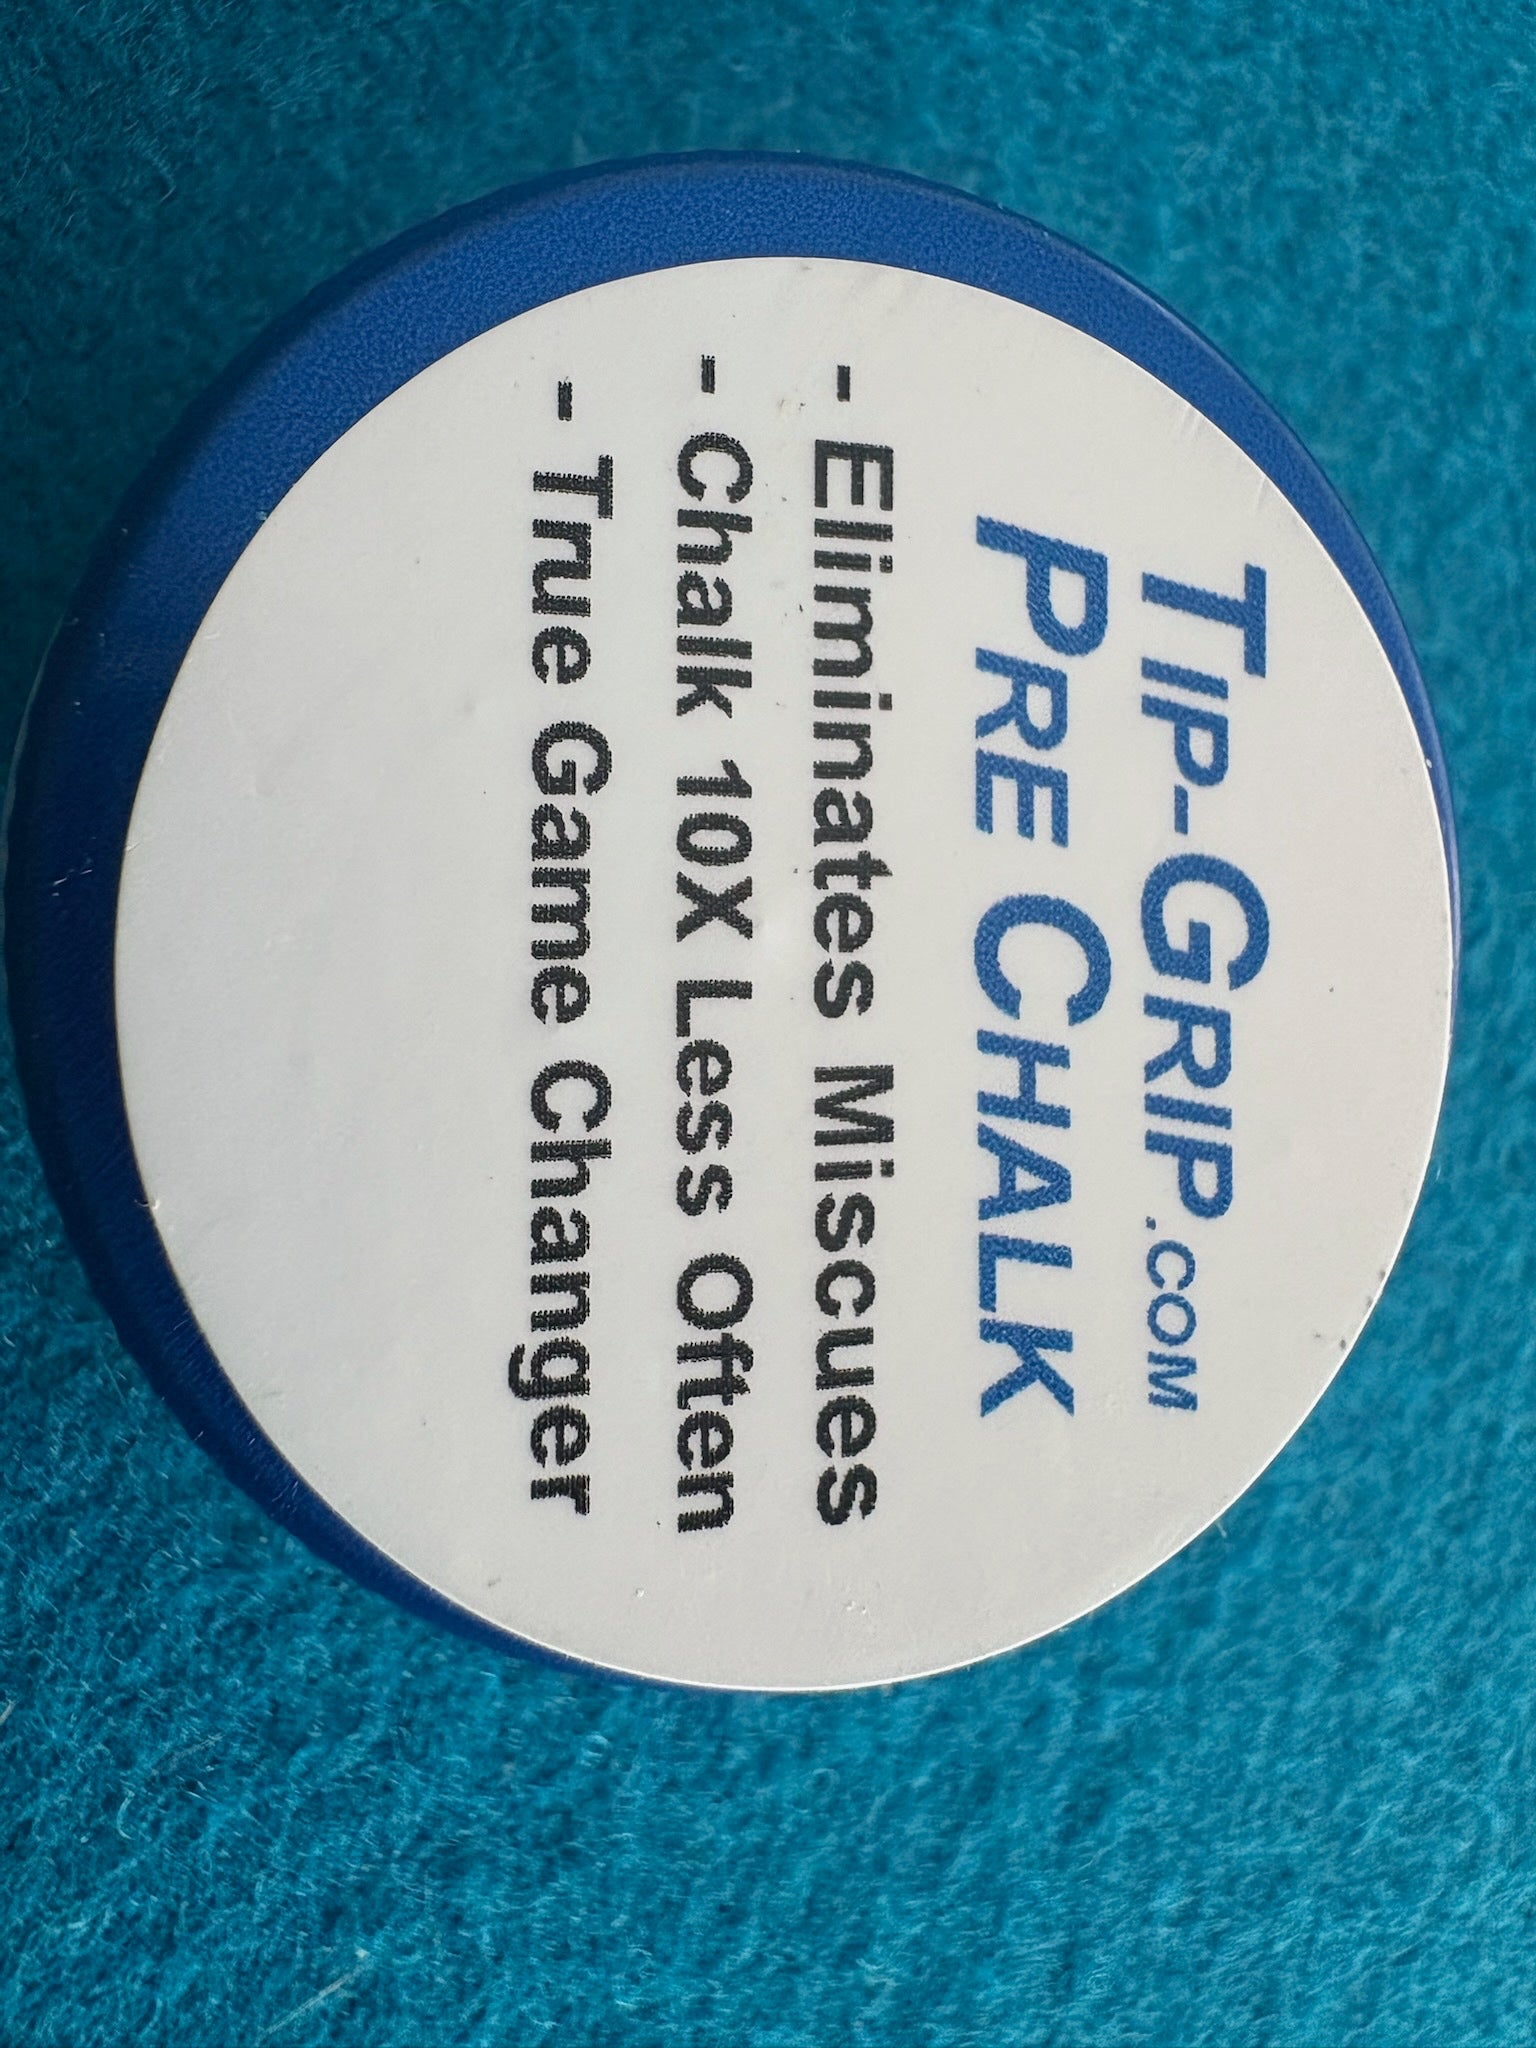 TIP-GRIP.COM
PRE CHALK
- Eliminates Miscues
- Chalk 10X Less Often
- True Game Changer